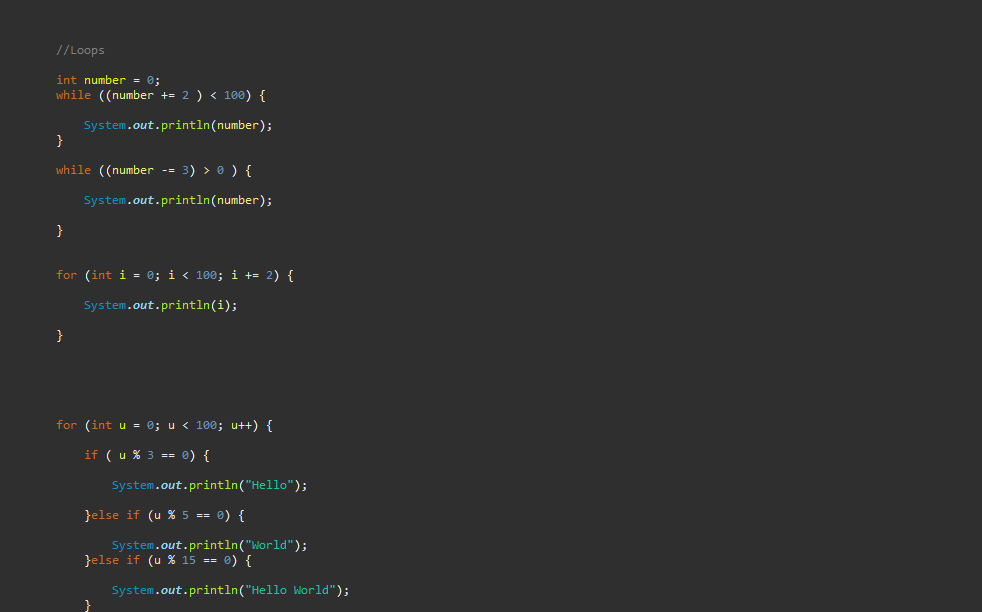 //Loops
int number = 0;
while ((number += 2 ) < 100) {
System.out.println(number);
}
while ((number -= 3) > 0 ) {
System.out.println(number);
}
for (int i = 0; i < 100; i += 2) {
System.out.println(i);
}
for (int u = 0; u < 100; u++) {
if ( u % 3 == 0) {
System.out.println("Hello");
}else if (u % 5 == 0) {
System.out.println("World");
}else if (u % 15 == 0) {
System.out.println("Hello World");
}